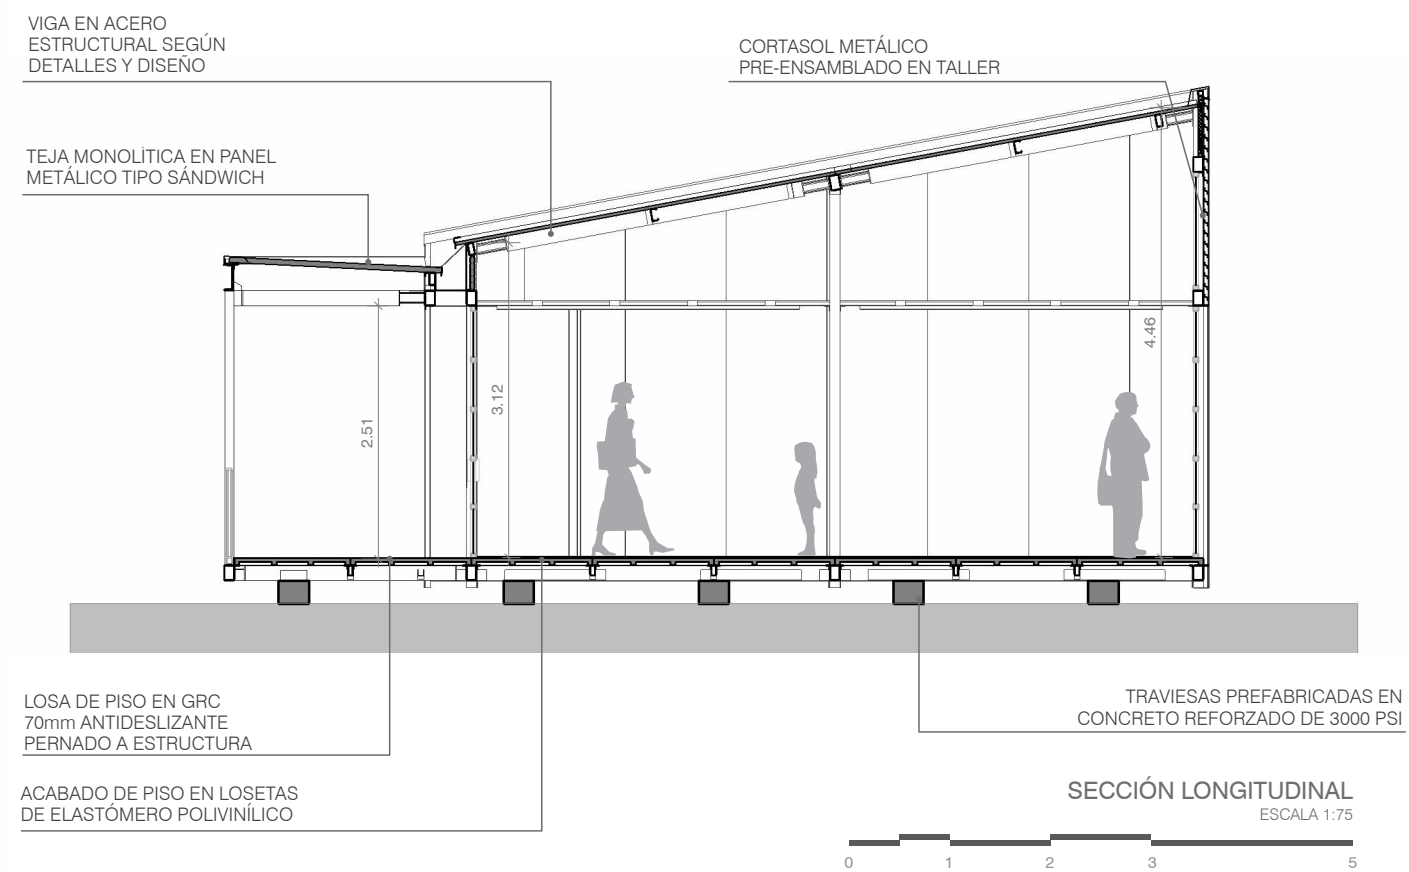 VIGA EN ACERO
ESTRUCTURAL SEGÚN
DETALLES Y DISEÑO
CORTASOL METÁLICO
PRE-ENSAMBLADO EN TALLER
TEJA MONOLÍTICA EN PANEL
METÁLICO TIPO SÁNDWICH
2.51
3.12
4.46
LOSA DE PISO EN GRC
70mm ANTIDESLIZANTE
PERNADO A ESTRUCTURA
ACABADO DE PISO EN LOSETAS
DE ELASTÓMERO POLIVINÍLICO
TRAVIESAS PREFABRICADAS EN
CONCRETO REFORZADO DE 3000 PSI
SECCIÓN LONGITUDINAL
ESCALA 1:75
0 1 2 3 5